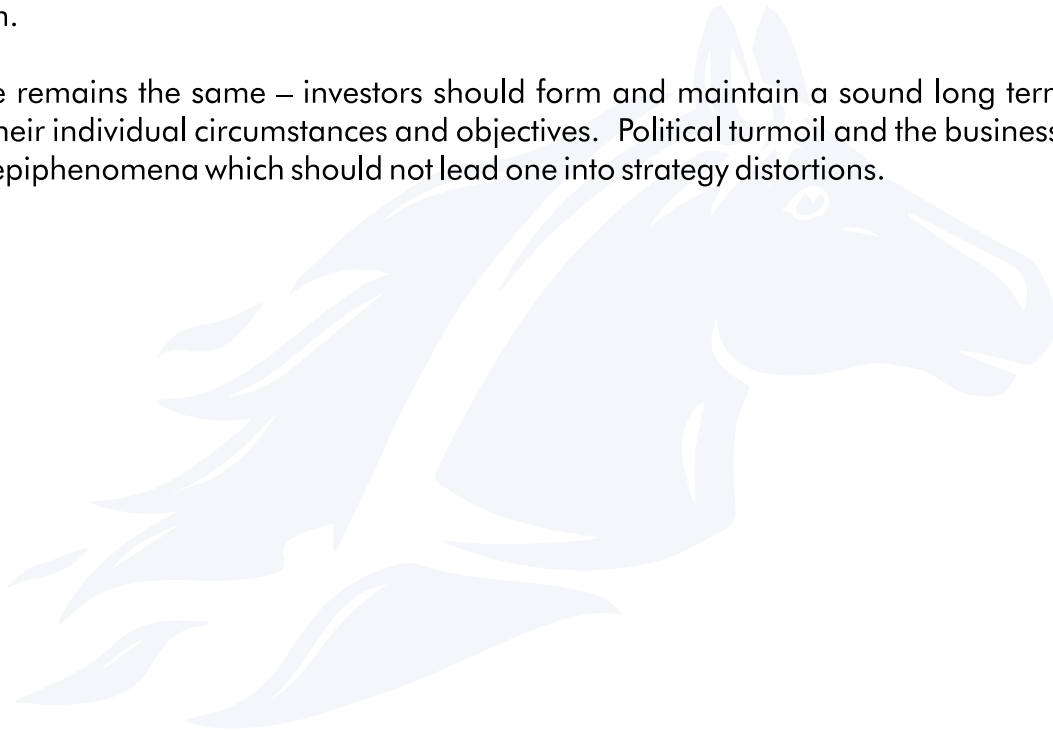 n.
e remains the same – investors should form and maintain a sound long term
heir individual circumstances and objectives. Political turmoil and the business
epiphenomena which should not lead one into strategy distortions.